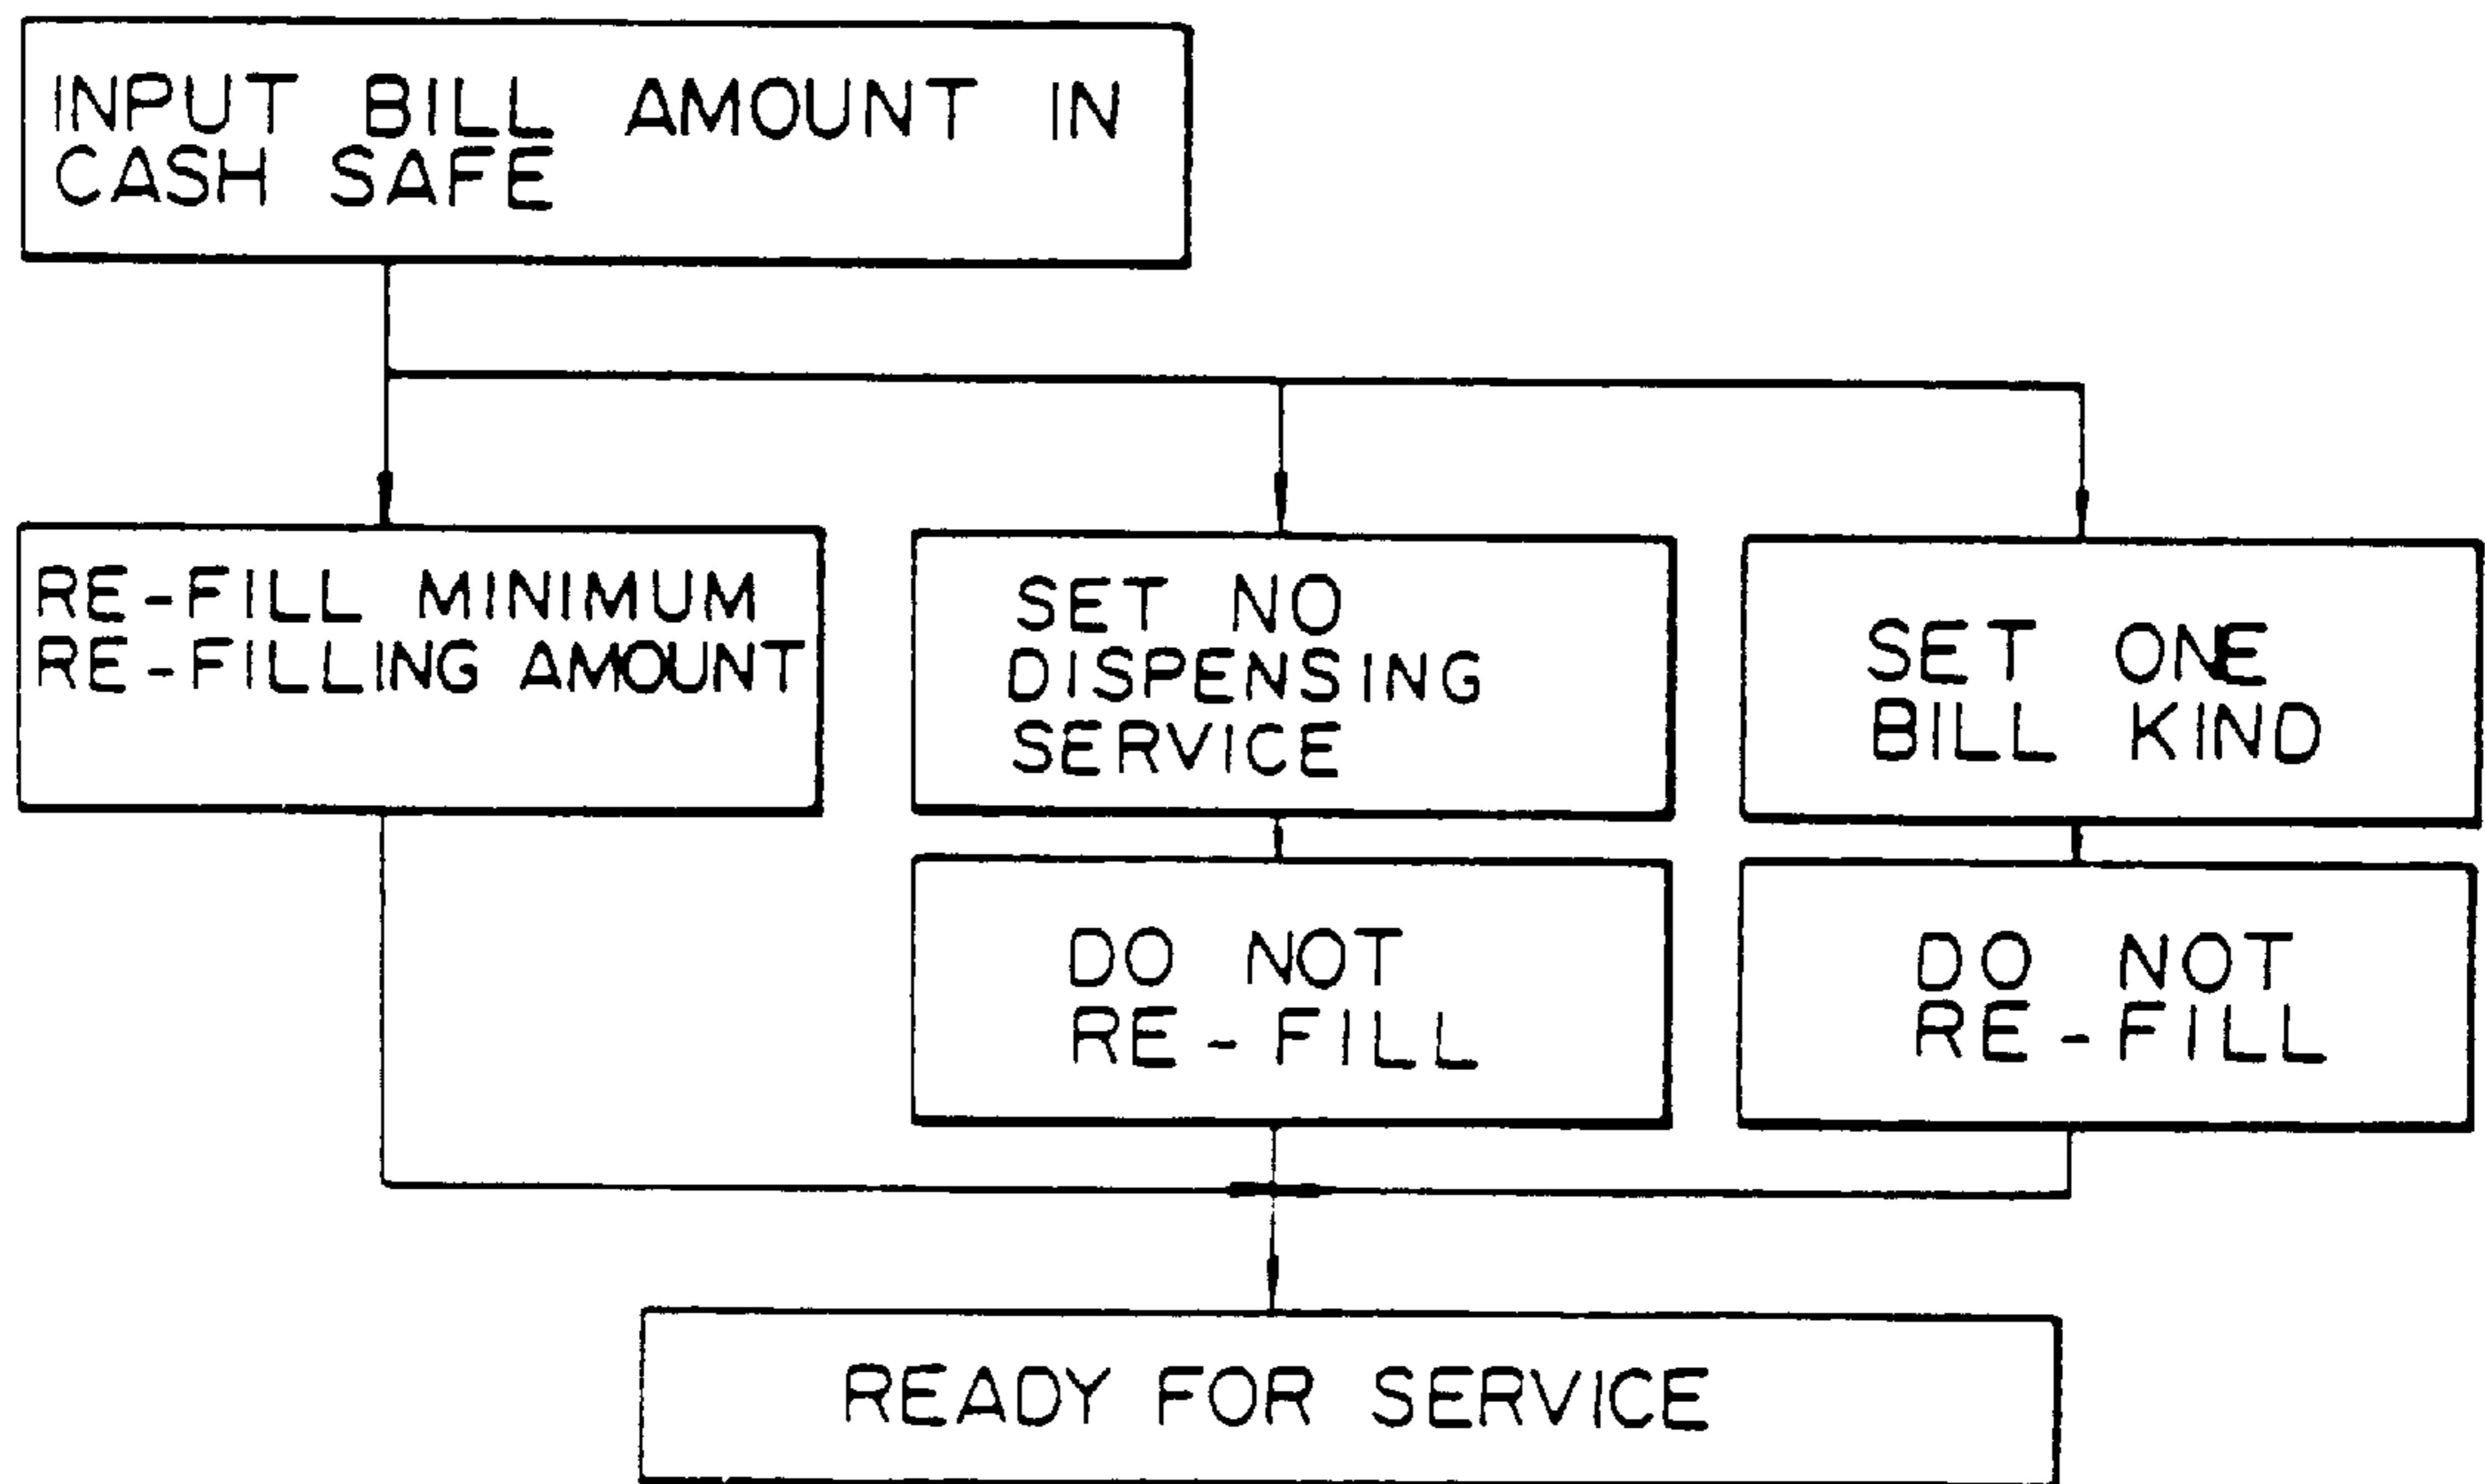 INPUT BILL AMOUNT IN
CASH SAFE
RE-FILL MINIMUM
RE-FILLING AMOUNT
SET NO
DISPENSING
SERVICE
SET ONE
BILL KIND
DO NOT
RE-FILL
DO NOT
RE-FILL
READY FOR SERVICE